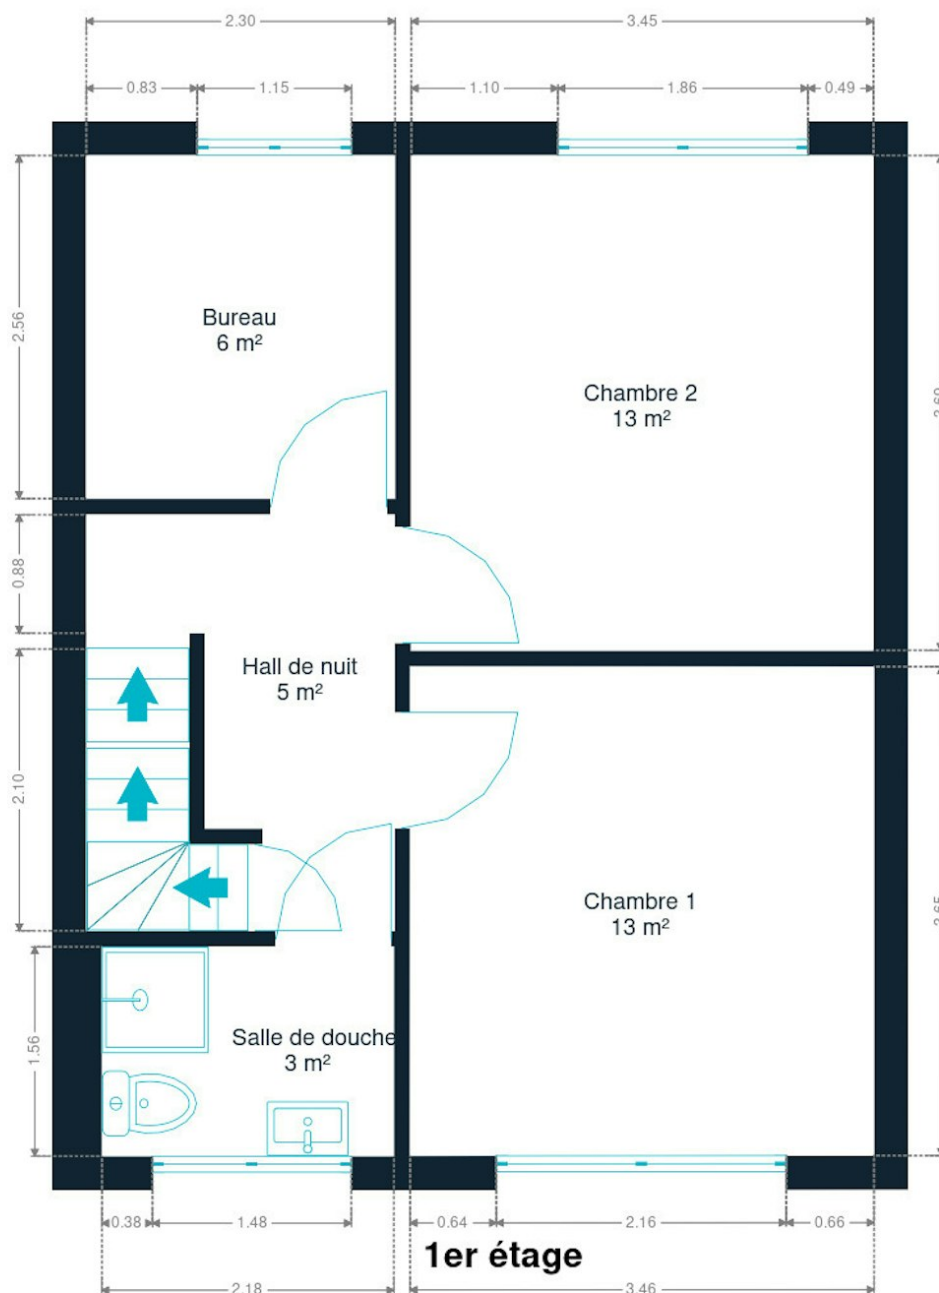 2.30
3.45
0.83
1.15
1.10
1.86
0.49
2.56
Bureau
6 m²
Chambre 2
13 m²
0.88
Hall de nuit
5 m²
2.10
Chambre 1
13 m²
1.56
Salle de douche
3 m²
0.38
1.48
0.64
2.16
0.66
1er étage
2.18
3.46